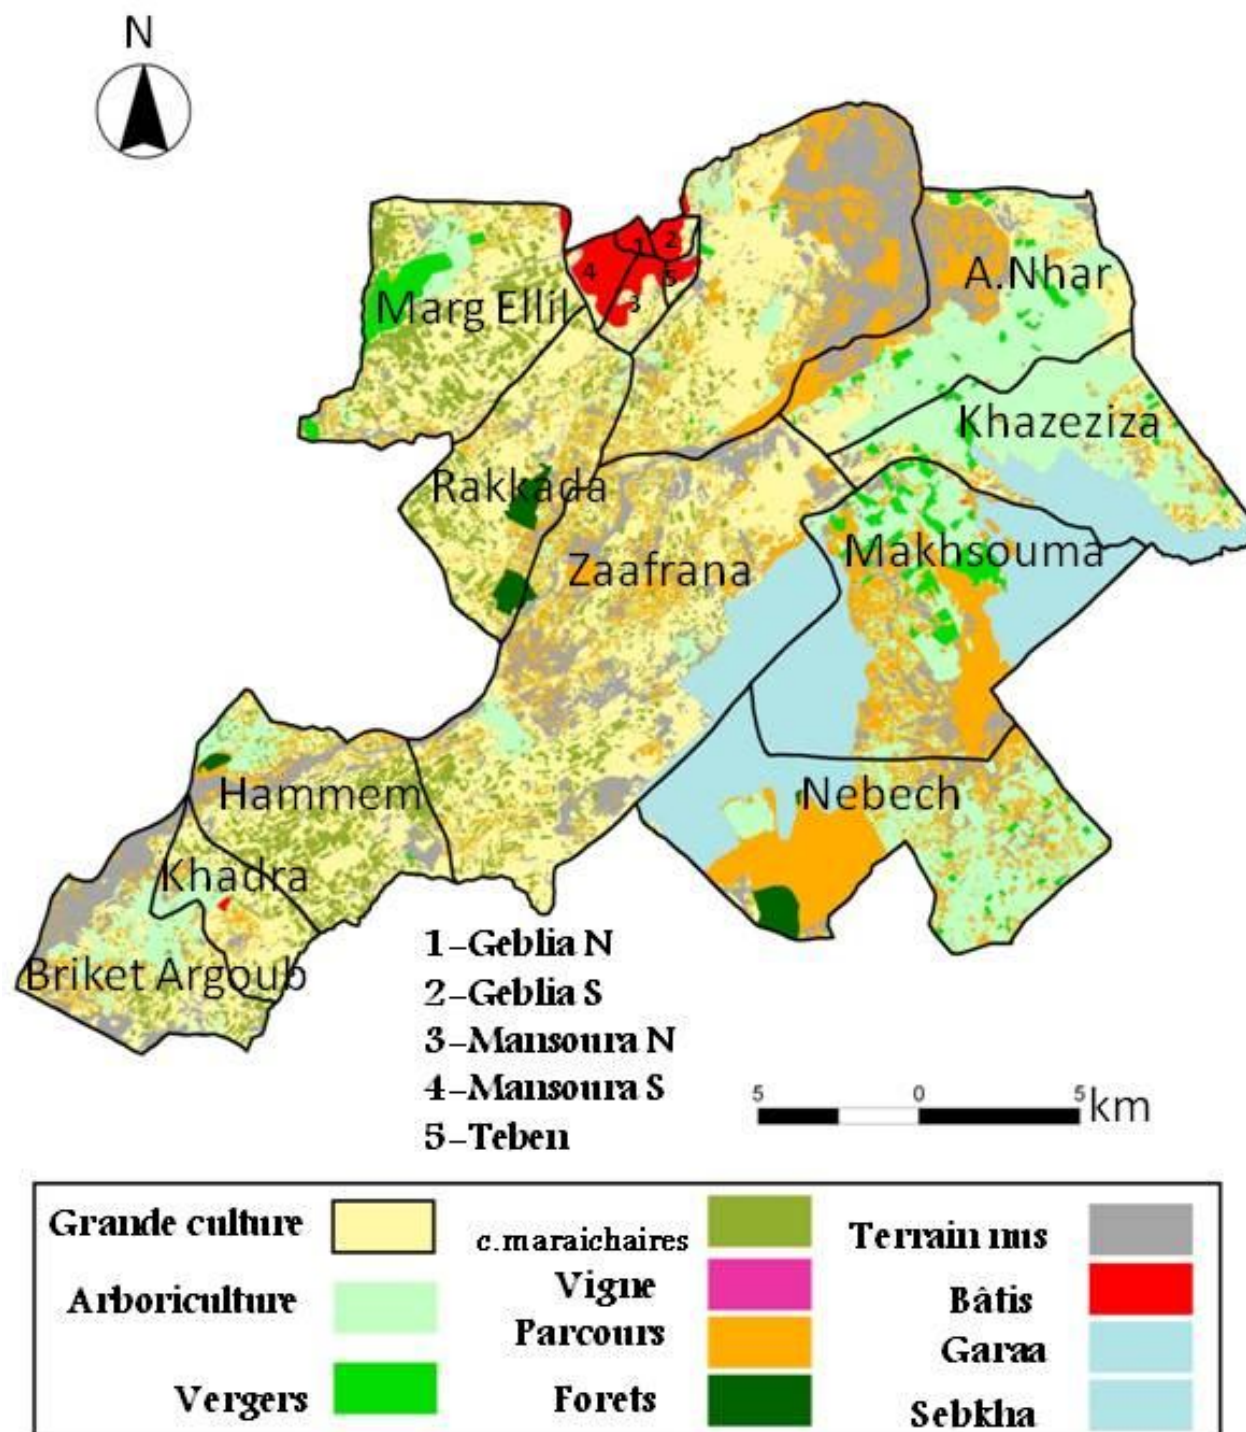 N
1
2
4
5
3
A.Nhar
Marg Ellil
Khazeziza
Rakkada
Makhsouma
Zaafrana
Hammem
Nebech
Khadra
Briket Argoub
1-Geblia N
2-Geblia S
3-Mansoura N
4-Mansoura S
5-Teben
5 0 5 km
Grande culture
c.maraichaires
Terrain nus
Arboriculture
Vigne
Bâtis
Parcours
Garaa
Vergers
Forets
Sebkha